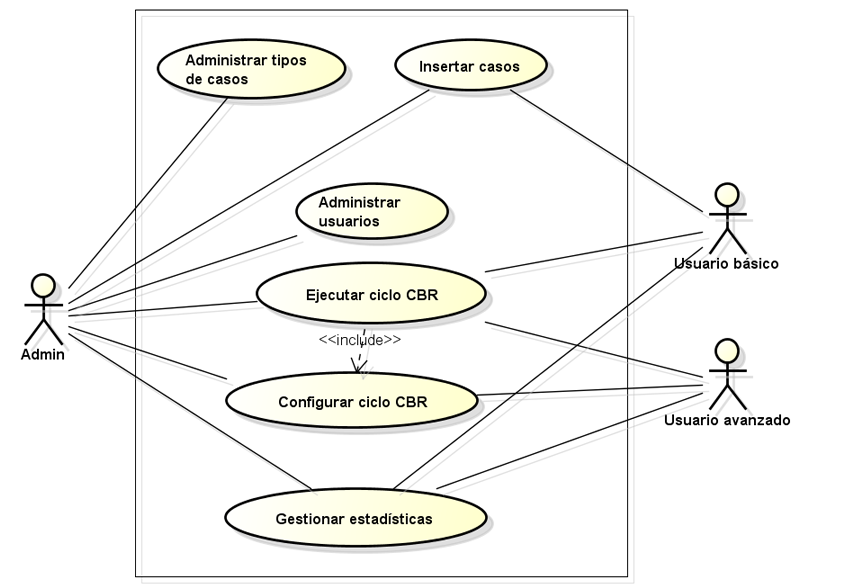 Administrar tipos
de casos
Insertar casos
Administrar
usuarios
Usuario básico
Ejecutar ciclo CBR
<<include>>
Admin
Configurar ciclo CBR
Usuario avanzado
Gestionar estadísticas